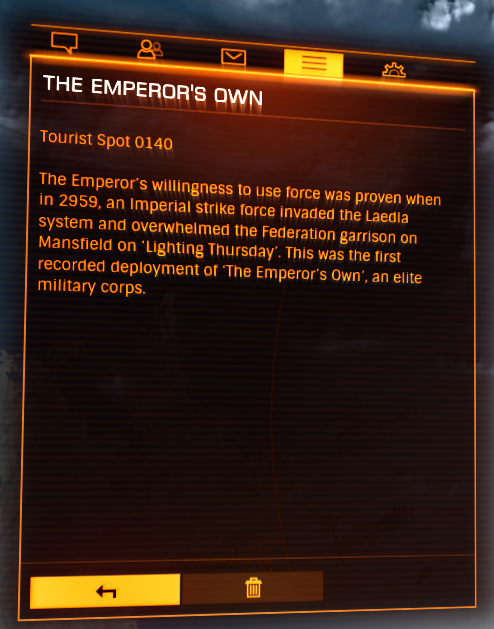 THE EMPEROR'S OWN
Tourist Spot 0140
The Emperor's willingness to use force was proven when
in 2959, an Imperial strike force invaded the Laedla
system and overwhelmed the Federation garrison on
Mansfield on 'Lighting Thursday'. This was the first
recorded deployment of 'The Emperor's Own', an elite
military corps.